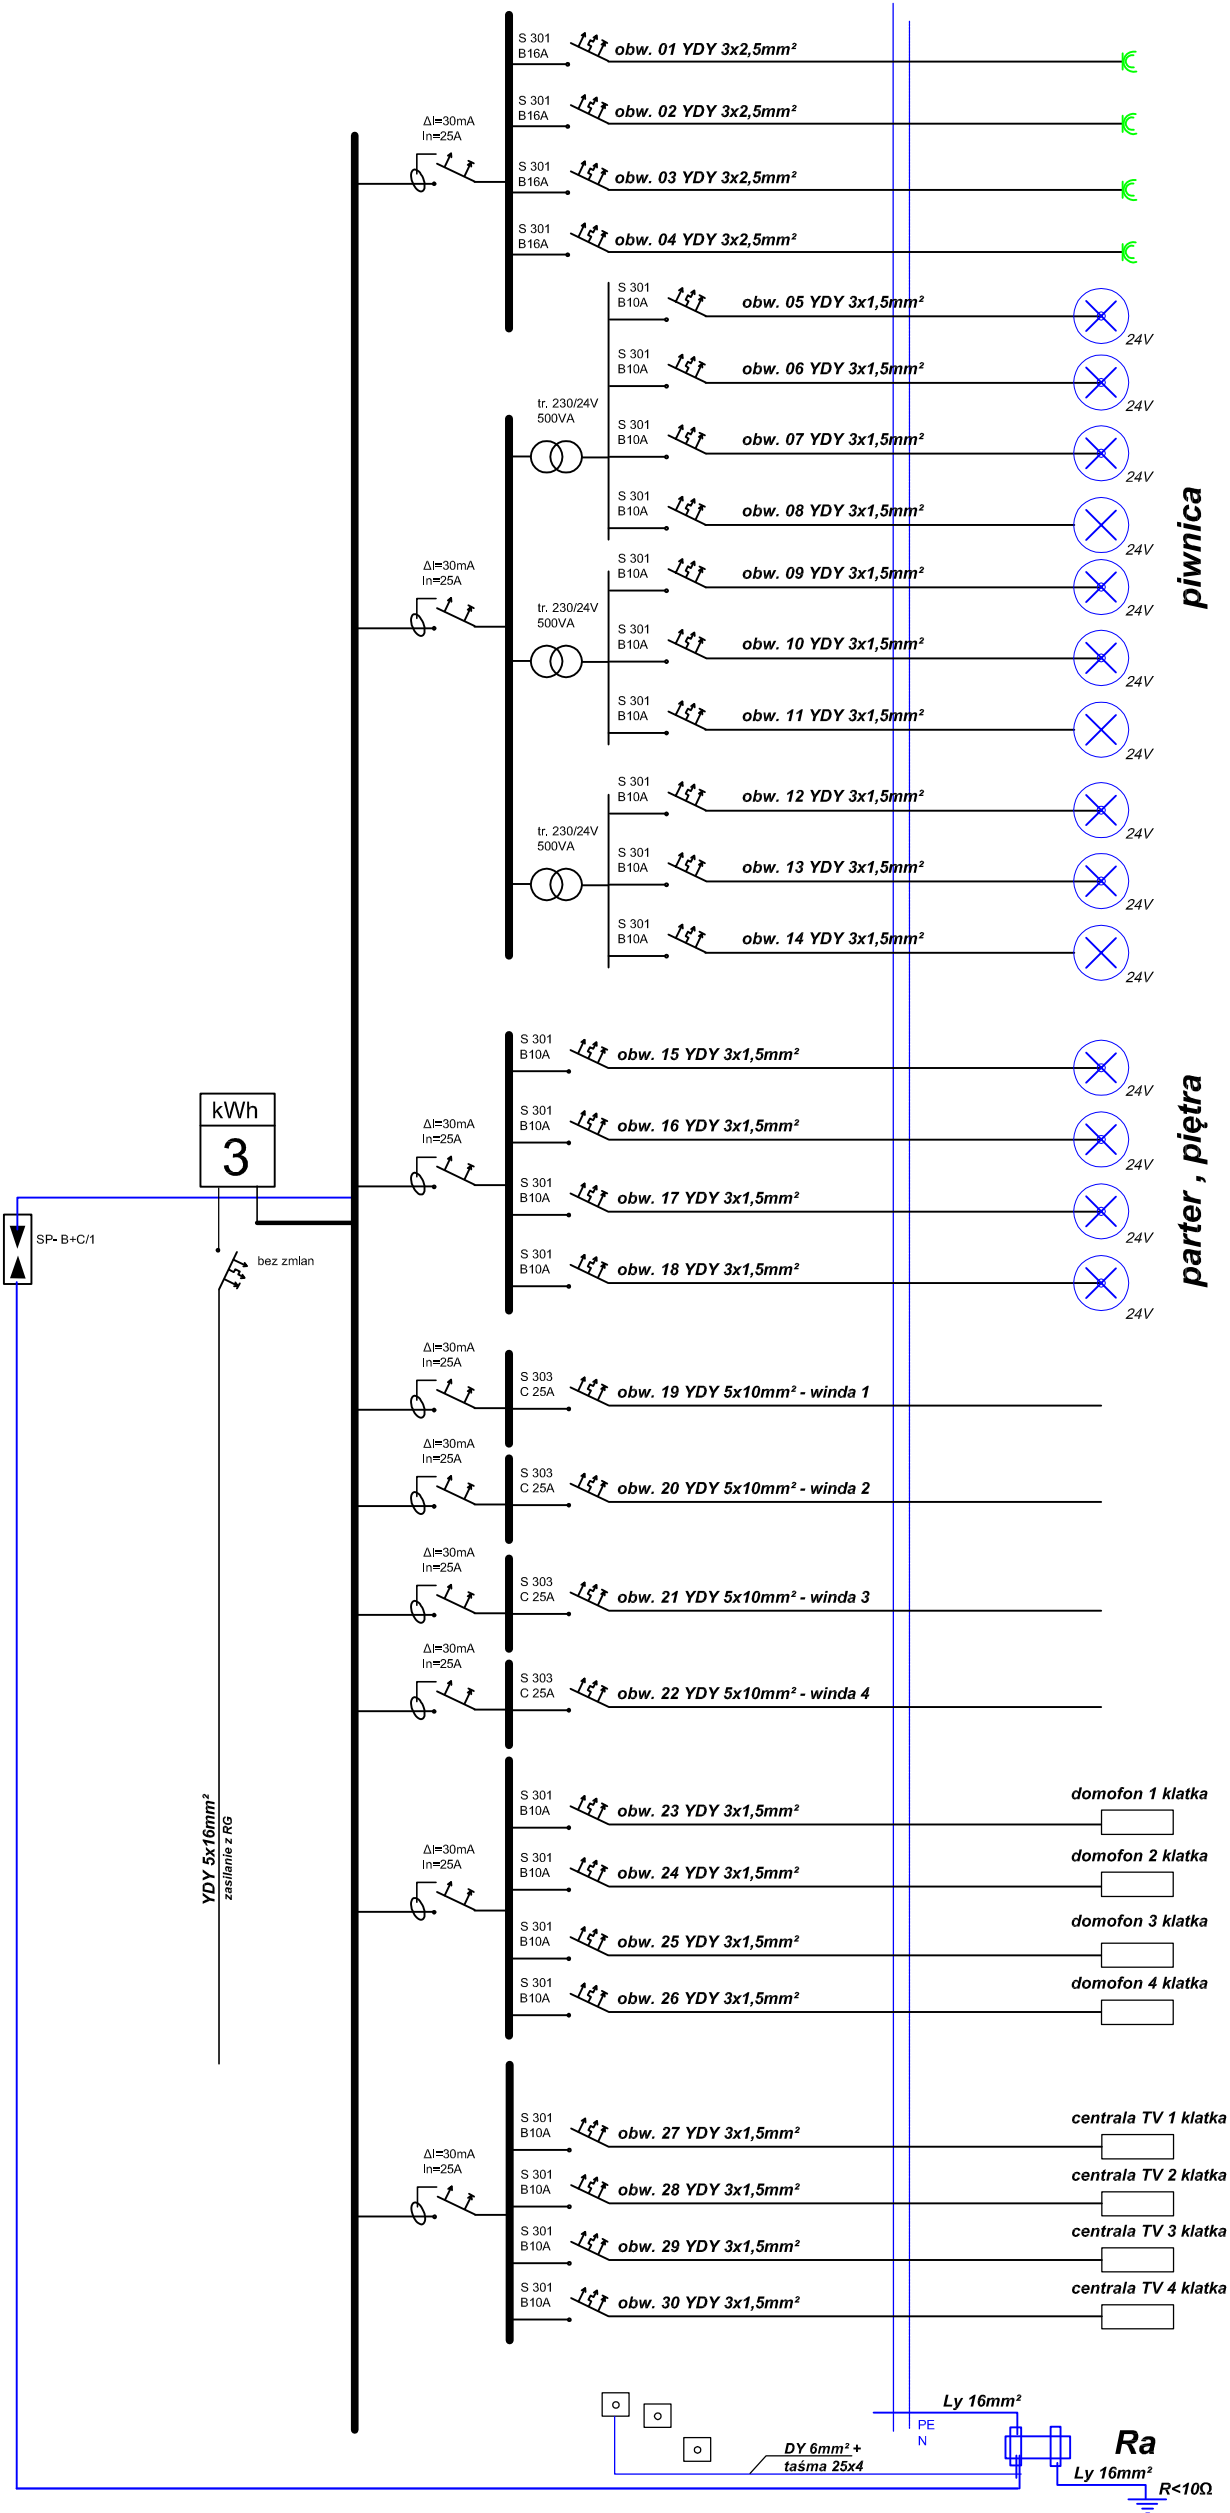 S 301
B16A
obw. 01 YDY 3x2,5mm²
S 301
B16A
obw. 02 YDY 3x2,5mm²
ΔI=30mA
In=25A
S 301
B16A
obw. 03 YDY 3x2,5mm²
S 301
B16A
obw. 04 YDY 3x2,5mm²
S 301
B10A
obw. 05 YDY 3x1,5mm²
24V
S 301
B10A
obw. 06 YDY 3x1,5mm²
24V
tr. 230/24V
500VA
S 301
B10A
obw. 07 YDY 3x1,5mm²
24V
S 301
B10A
obw. 08 YDY 3x1,5mm²
24V
piwnica
ΔI=30mA
In=25A
S 301
B10A
obw. 09 YDY 3x1,5mm²
24V
tr. 230/24V
500VA
S 301
B10A
obw. 10 YDY 3x1,5mm²
24V
S 301
B10A
obw. 11 YDY 3x1,5mm²
24V
S 301
B10A
obw. 12 YDY 3x1,5mm²
24V
tr. 230/24V
500VA
S 301
B10A
obw. 13 YDY 3x1,5mm²
24V
S 301
B10A
obw. 14 YDY 3x1,5mm²
24V
S 301
B10A
obw. 15 YDY 3x1,5mm²
24V
kWh
3
ΔI=30mA
In=25A
S 301
B10A
obw. 16 YDY 3x1,5mm²
24V
parter , piętra
S 301
B10A
obw. 17 YDY 3x1,5mm²
24V
SP- B+C/1
bez zmian
S 301
B10A
obw. 18 YDY 3x1,5mm²
24V
ΔI=30mA
In=25A
S 303
C 25A
obw. 19 YDY 5x10mm² - winda 1
ΔI=30mA
In=25A
S 303
C 25A
obw. 20 YDY 5x10mm² - winda 2
ΔI=30mA
In=25A
S 303
C 25A
obw. 21 YDY 5x10mm² - winda 3
ΔI=30mA
In=25A
S 303
C 25A
obw. 22 YDY 5x10mm² - winda 4
YDY 5x16mm²
zasilanie z RG
domofon 1 klatka
S 301
B10A
obw. 23 YDY 3x1,5mm²
ΔI=30mA
In=25A
domofon 2 klatka
S 301
B10A
obw. 24 YDY 3x1,5mm²
domofon 3 klatka
S 301
B10A
obw. 25 YDY 3x1,5mm²
domofon 4 klatka
S 301
B10A
obw. 26 YDY 3x1,5mm²
centrala TV 1 klatka
S 301
B10A
obw. 27 YDY 3x1,5mm²
ΔI=30mA
In=25A
centrala TV 2 klatka
S 301
B10A
obw. 28 YDY 3x1,5mm²
centrala TV 3 klatka
S 301
B10A
obw. 29 YDY 3x1,5mm²
centrala TV 4 klatka
S 301
B10A
obw. 30 YDY 3x1,5mm²
Ly 16mm²
PE
N
Ra
DY 6mm² +
taśma 25x4
Ly 16mm²
R<10Ω